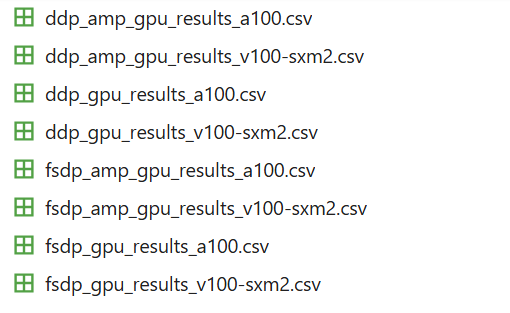 ddp_amp_gpu_results_a100.csv
ddp_amp_gpu_results_v100-sxm2.csv
ddp_gpu_results_a100.csv
ddp_gpu_results_v100-sxm2.csv
fsdp_amp_gpu_results_a100.csv
fsdp_amp_gpu_results_v100-sxm2.csv
fsdp_gpu_results_a100.csv
fsdp_gpu_results_v100-sxm2.csv